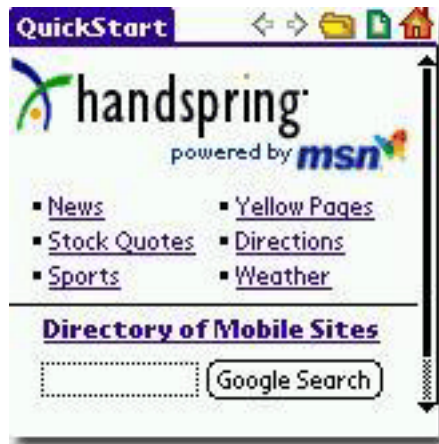 QuickStart
handspring
powered by msn
News
Yellow Pages
Stock Quotes
Directions
Sports
Weather
Directory of Mobile Sites
Google Search